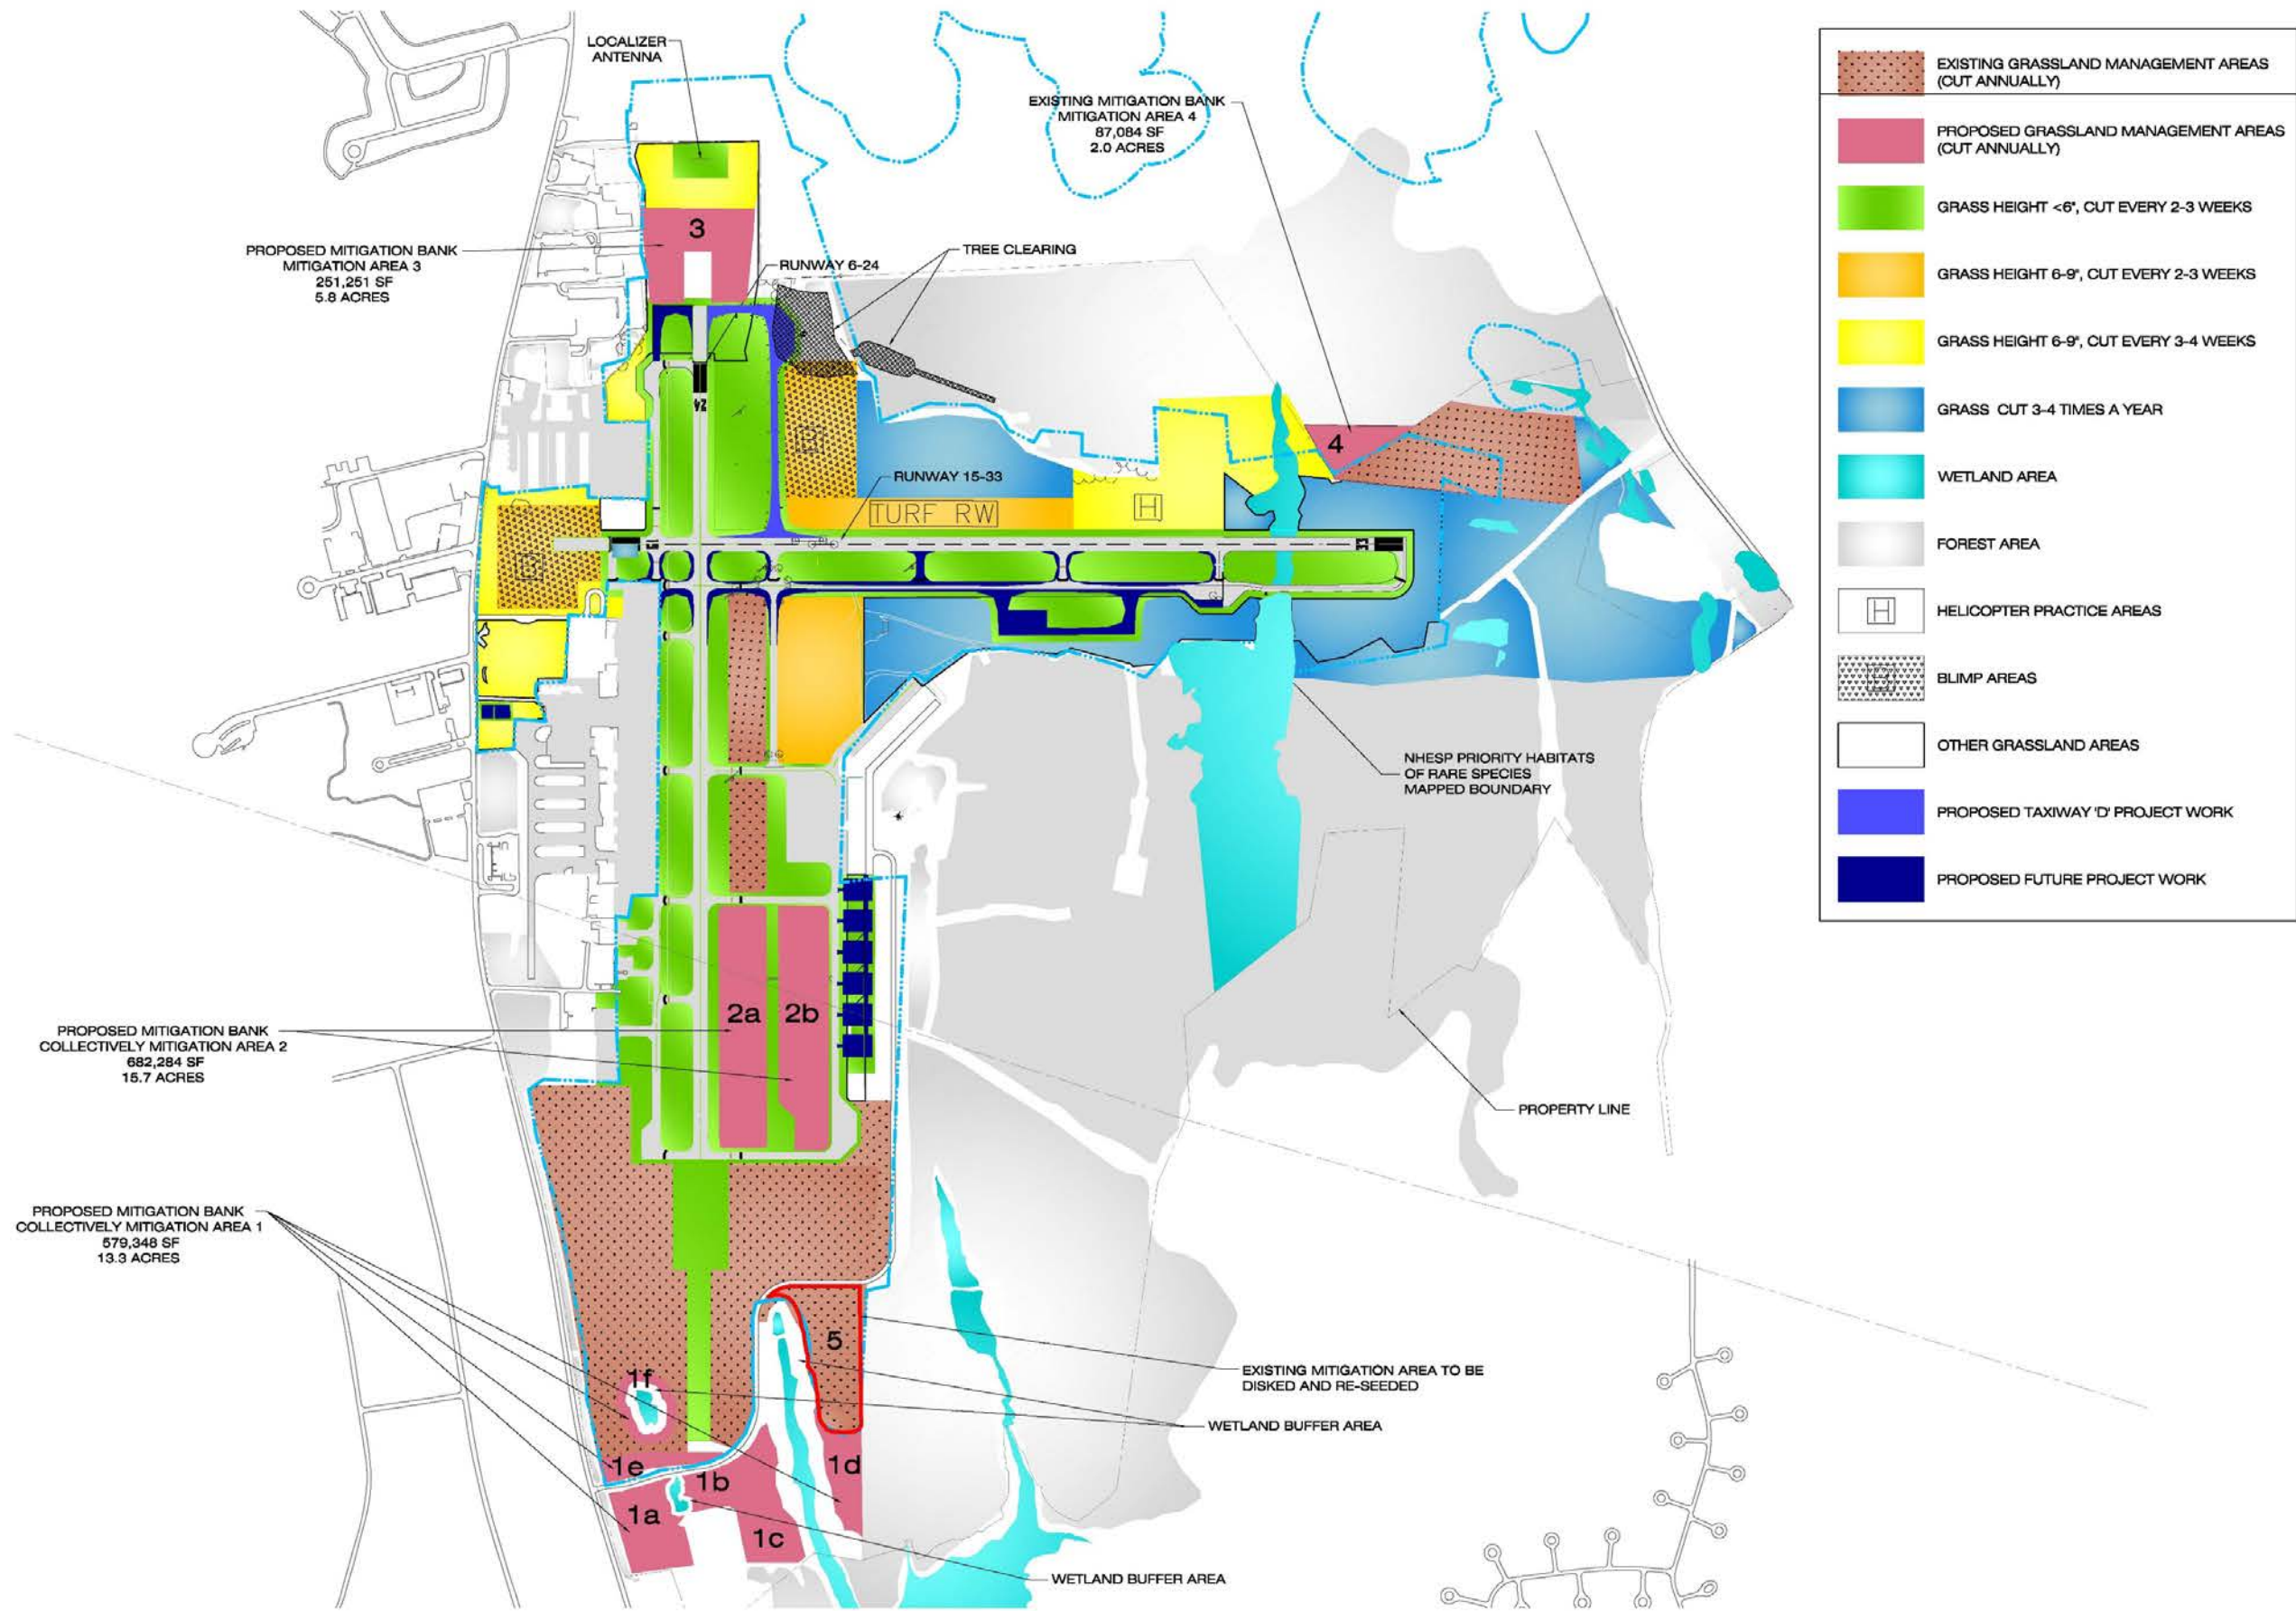 LOCALIZER
ANTENNA
EXISTING MITIGATION BANK
MITIGATION AREA 4
87,084 SF
2.0 ACRES
PROPOSED MITIGATION BANK
MITIGATION AREA 3
251,251 SF
5.8 ACRES
3
RUNWAY 6-24
TREE CLEARING
4
24
B
RUNWAY 15-33
TURF RW
H
B
15
33
NHESP PRIORITY HABITATS
OF RARE SPECIES
MAPPED BOUNDARY
2a
2b
PROPOSED MITIGATION BANK
COLLECTIVELY MITIGATION AREA 2
682,284 SF
15.7 ACRES
PROPERTY LINE
PROPOSED MITIGATION BANK
COLLECTIVELY MITIGATION AREA 1
579,348 SF
13.3 ACRES
5
EXISTING MITIGATION AREA TO BE
DISKED AND RE-SEEDED
1f
WETLAND BUFFER AREA
1e
1b
1d
1a
1c
WETLAND BUFFER AREA
EXISTING GRASSLAND MANAGEMENT AREAS
(CUT ANNUALLY)
PROPOSED GRASSLAND MANAGEMENT AREAS
(CUT ANNUALLY)
GRASS HEIGHT <6", CUT EVERY 2-3 WEEKS
GRASS HEIGHT 6-9", CUT EVERY 2-3 WEEKS
GRASS HEIGHT 6-9", CUT EVERY 3-4 WEEKS
GRASS CUT 3-4 TIMES A YEAR
WETLAND AREA
FOREST AREA
H
HELICOPTER PRACTICE AREAS
B
BLIMP AREAS
OTHER GRASSLAND AREAS
PROPOSED TAXIWAY 'D' PROJECT WORK
PROPOSED FUTURE PROJECT WORK